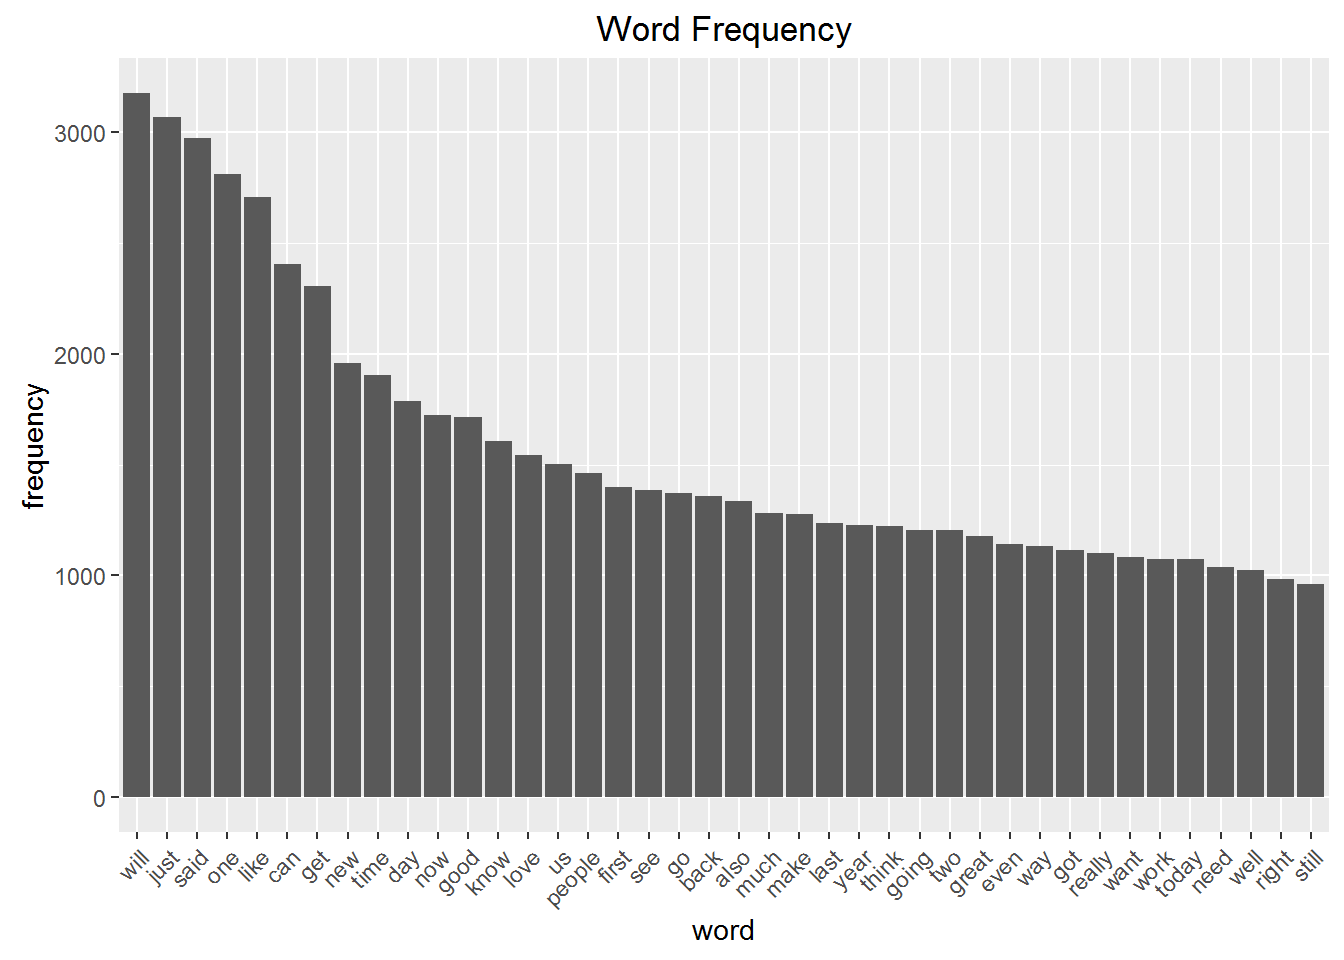 Word Frequency
3000
2000
1000
0
frequency
will
just
said
one
like
can
get
new
time
day
now
good
know
love
us
people
first
see
go
back
also
much
make
last
year
think
going
two
great
even
way
got
really
want
work
today
need
well
right
still
word